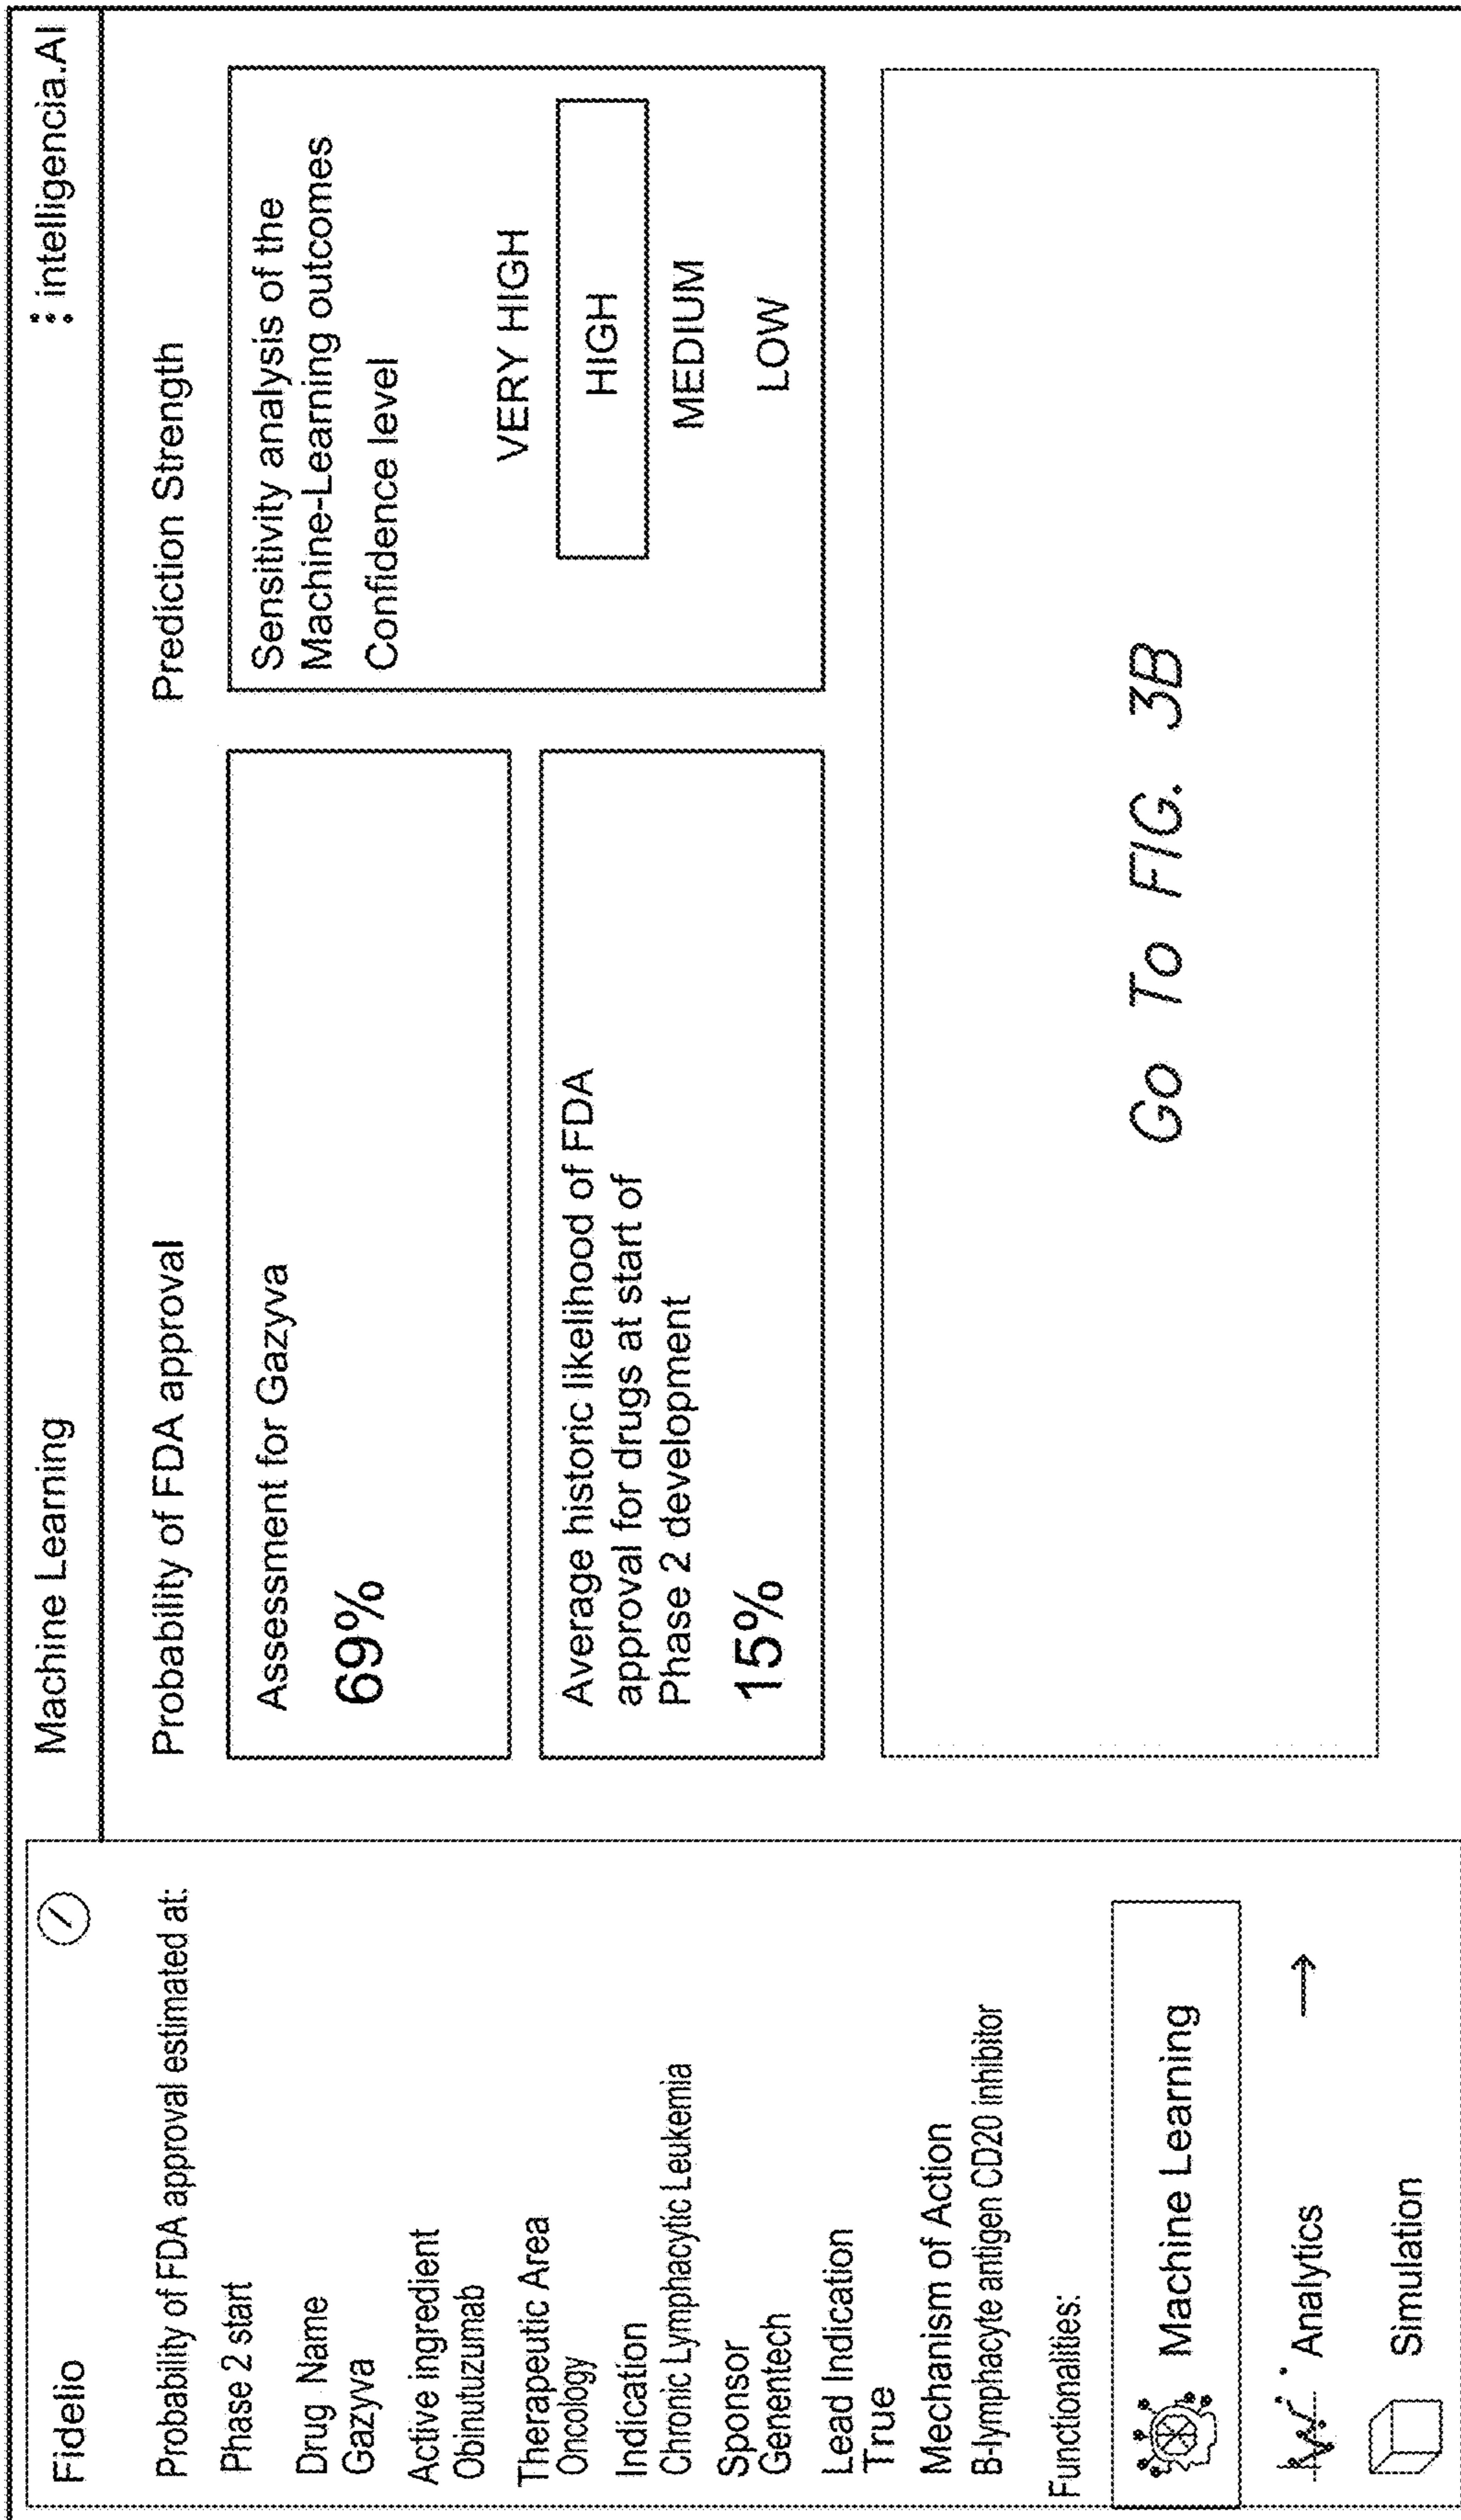 Fidelio
Probability of FDA approval estimated at:
Phase 2 start
Drug Name
Gazyva
Active ingredient
Obinutuzumab
Therapeutic Area
Oncology
Indication
Chronic Lymphacytic Leukemia
Sponsor
Genentech
Lead Indication
True
Mechanism of Action
B-lymphacyte antigen CD20 inhibitor
Functionalities:
Machine Learning
Analytics →
Simulation
Machine Learning
intelligencia.AI
Probability of FDA approval
Assessment for Gazyva
69%
Average historic likelihood of FDA
approval for drugs at start of
Phase 2 development
15%
Prediction Strength
Sensitivity analysis of the
Machine-Learning outcomes
Confidence level
VERY HIGH
HIGH
MEDIUM
LOW
Go To FIG. 3B